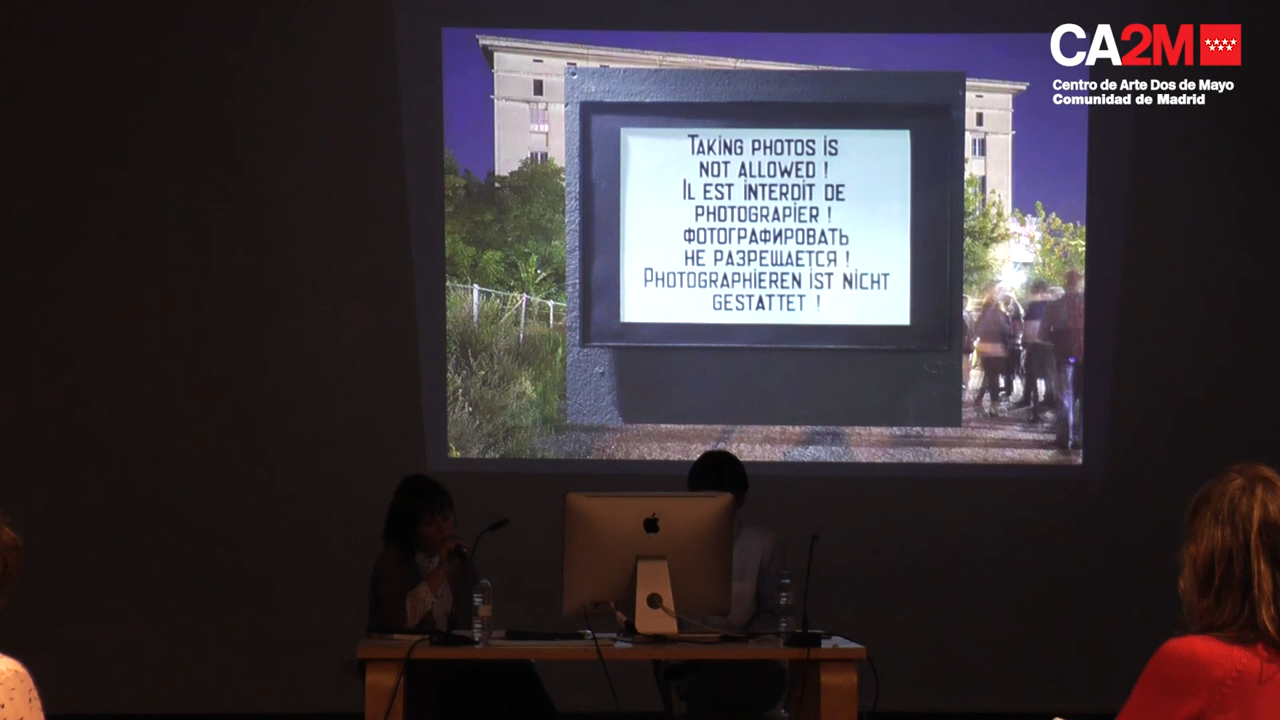 CA2M
Centro de Arte Dos de Mayo
Comunidad de Madrid
TAKING PHOTOS IS
NOT ALLOWED !
IL EST INTERDIT DE
PHOTOGRAPIER !
ФОТОГРАФИРОВАТЬ
НЕ РАЗРЕШАЕТСЯ !
PHOTOGRAPHIEREN IST NICHT
GESTATTET !